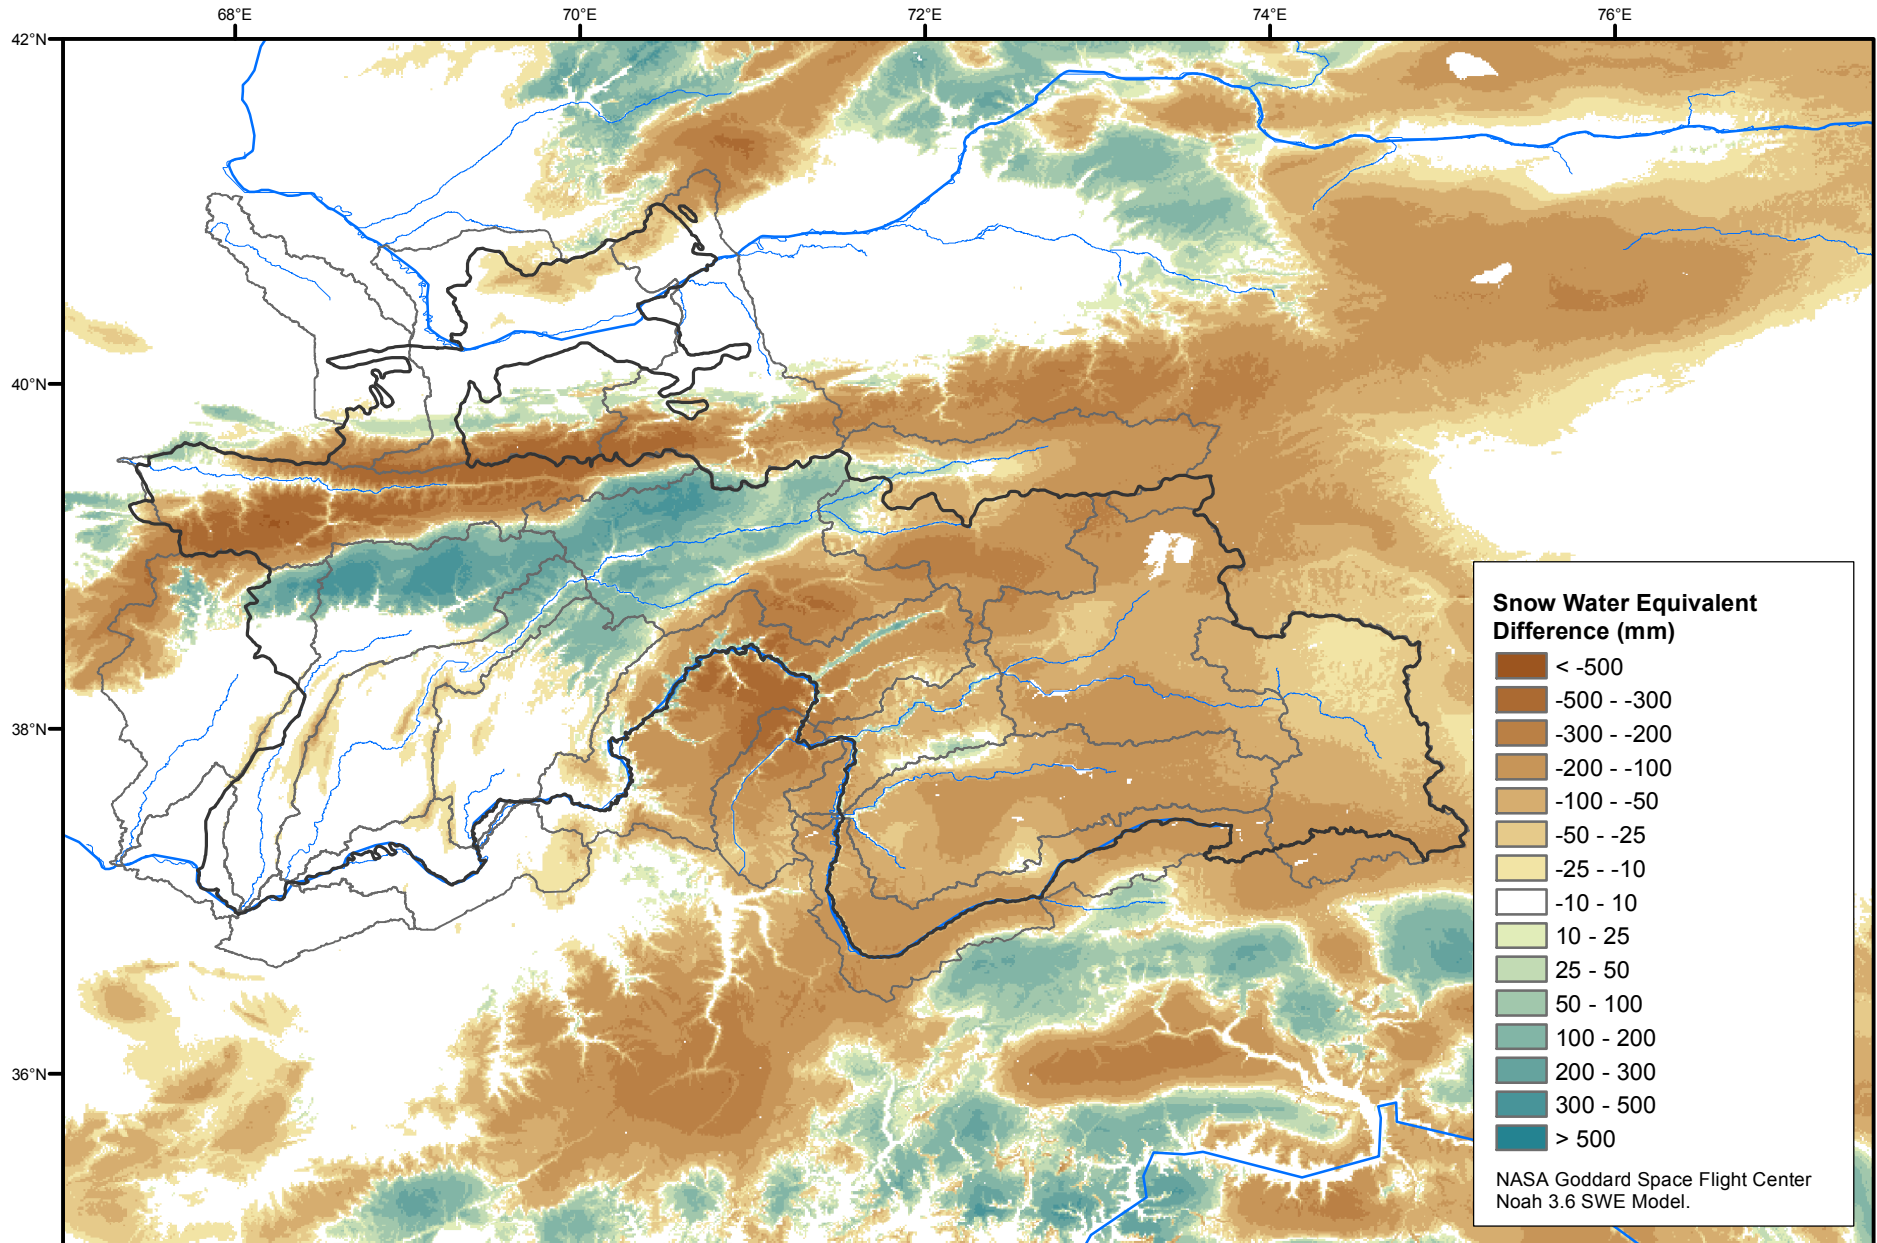 68°E 70°E 72°E 74°E 76°E
42°N
40°N
38°N
36°N
Snow Water Equivalent
Difference (mm)
< -500
-500 - -300
-300 - -200
-200 - -100
-100 - -50
-50 - -25
-25 - -10
-10 - 10
10 - 25
25 - 50
50 - 100
100 - 200
200 - 300
300 - 500
> 500
NASA Goddard Space Flight Center
Noah 3.6 SWE Model.